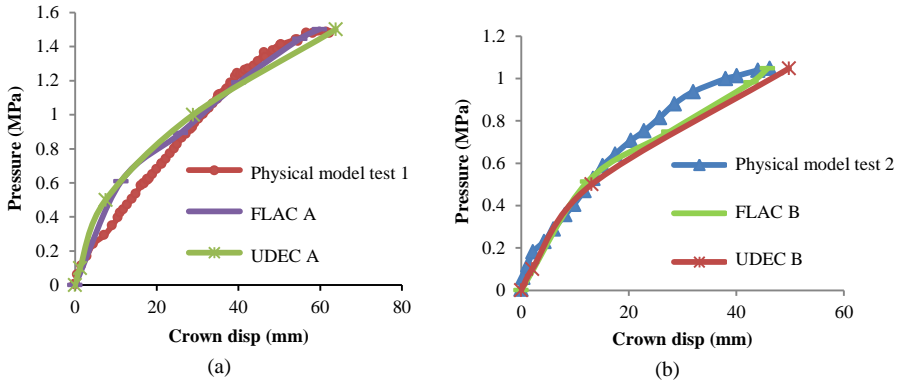 1.6
1.4
1.2
1
0.8
0.6
0.4
0.2
0
Pressure (MPa)
Physical model test 1
FLAC A
UDEC A
0 20 40 60 80
Crown disp (mm)
(a)
1.2
1
0.8
0.6
0.4
0.2
0
Pressure (MPa)
Physical model test 2
FLAC B
UDEC B
0 20 40 60
Crown disp (mm)
(b)